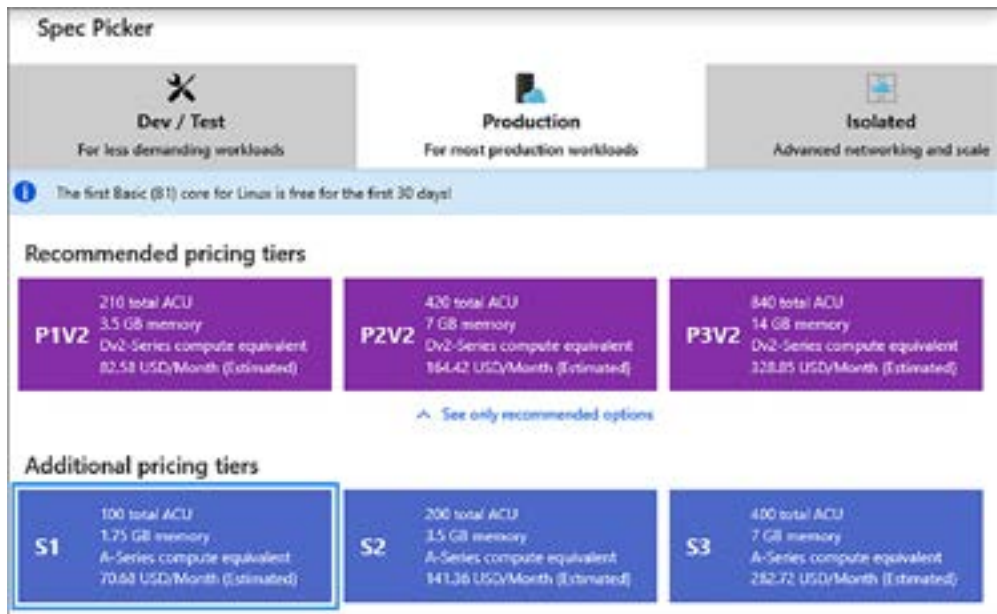 Spec Picker
Dev / Test
For less demanding workloads
Production
For most production workloads
Isolated
Advanced networking and scale
The first Basic (B1) core for Linux is free for the first 30 days!
Recommended pricing tiers
P1V2
210 total ACU
3.5 GB memory
Dv2-Series compute equivalent
82.58 USD/Month (Estimated)
P2V2
420 total ACU
7 GB memory
Dv2-Series compute equivalent
164.42 USD/Month (Estimated)
P3V2
840 total ACU
14 GB memory
Dv2-Series compute equivalent
328.85 USD/Month (Estimated)
See only recommended options
Additional pricing tiers
S1
100 total ACU
1.75 GB memory
A-Series compute equivalent
70.68 USD/Month (Estimated)
S2
200 total ACU
3.5 GB memory
A-Series compute equivalent
141.36 USD/Month (Estimated)
S3
400 total ACU
7 GB memory
A-Series compute equivalent
282.72 USD/Month (Estimated)